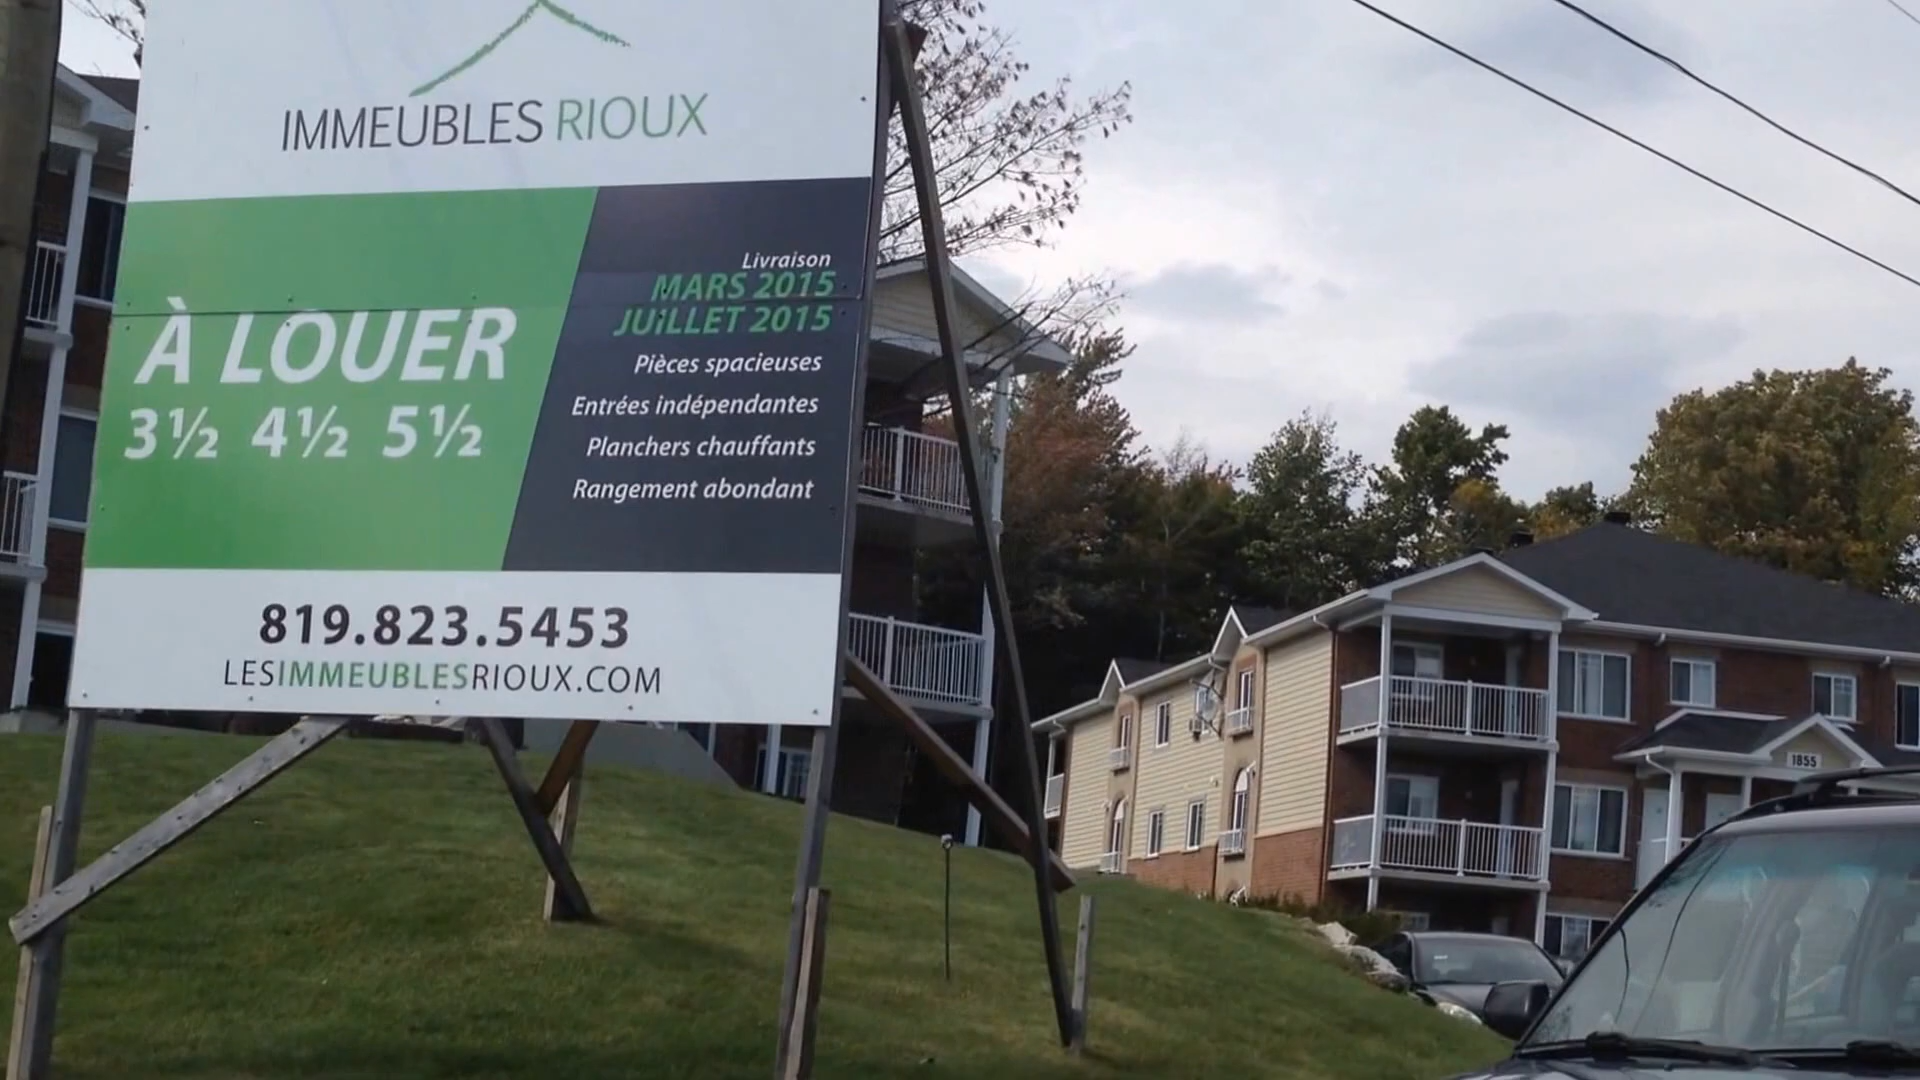 IMMEUBLES RIOUX
À LOUER
3½ 4½ 5½
Livraison
MARS 2015
JUILLET 2015
Pièces spacieuses
Entrées indépendantes
Planchers chauffants
Rangement abondant
819.823.5453
LESIMMEUBLESRIOUX.COM
1855